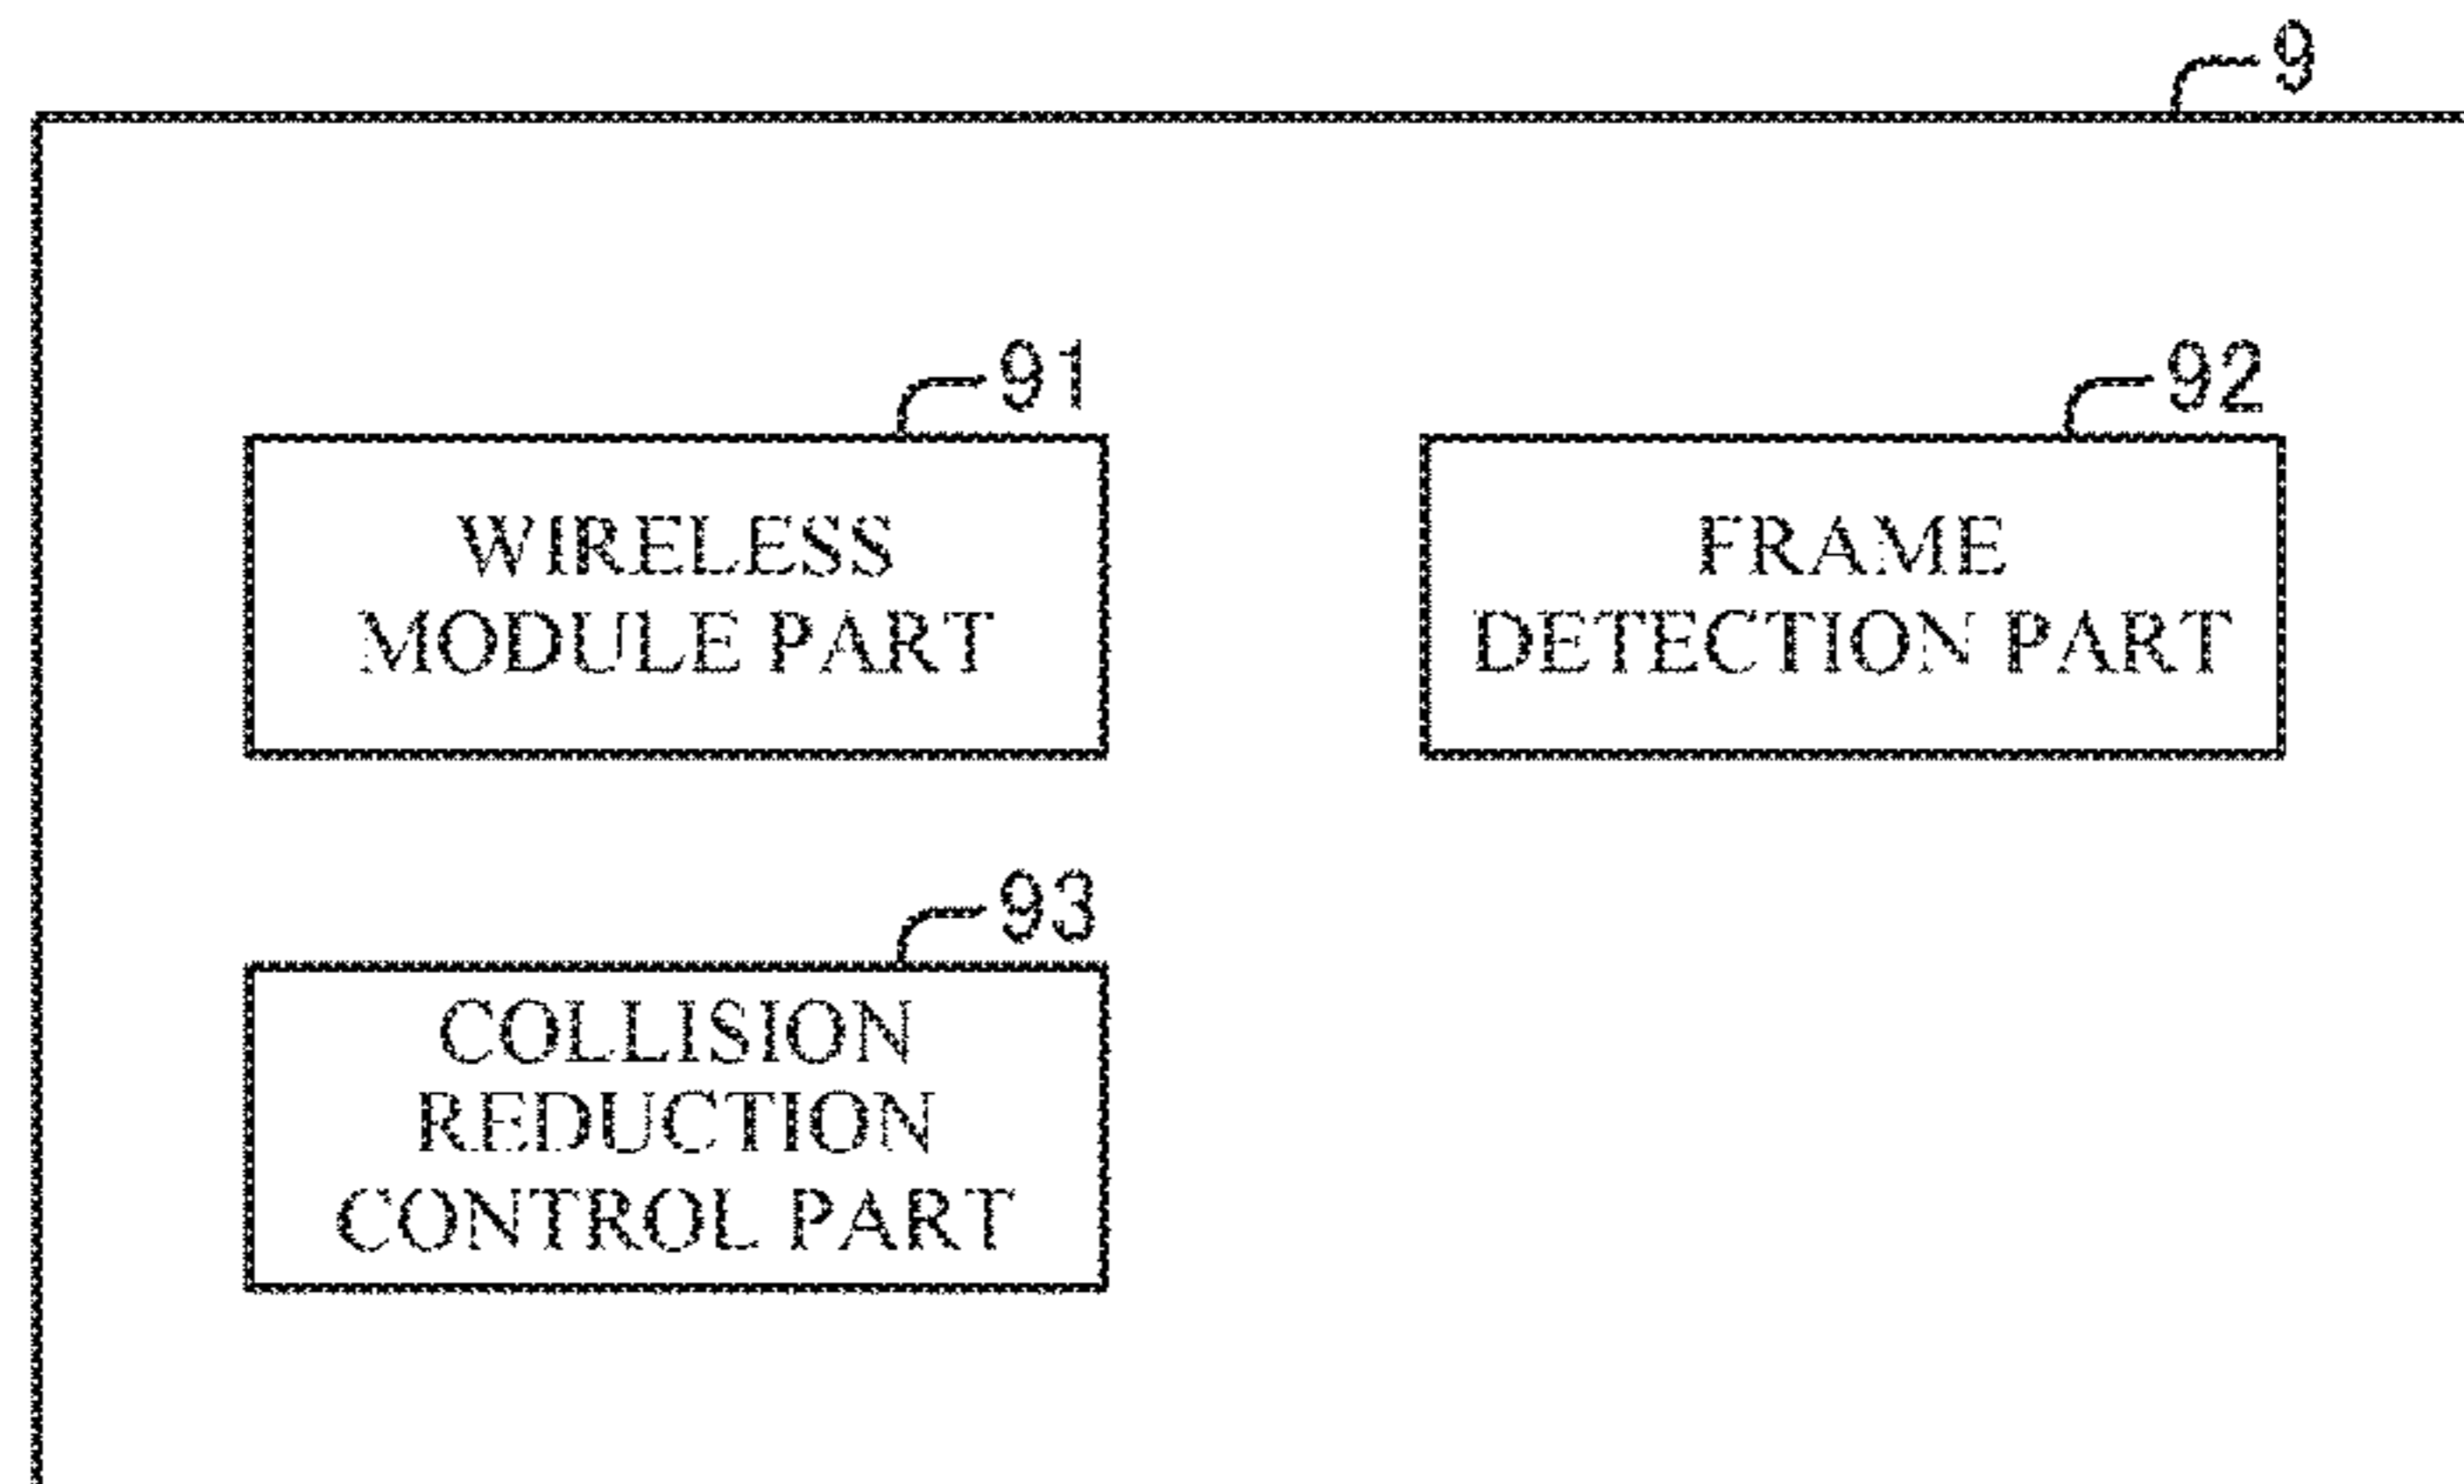 9
91
WIRELESS
MODULE PART
92
FRAME
DETECTION PART
93
COLLISION
REDUCTION
CONTROL PART